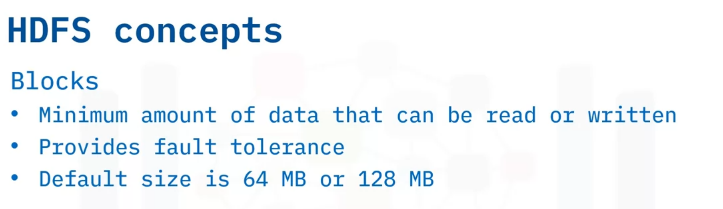 HDFS concepts
Blocks
• Minimum amount of data that can be read or written
• Provides fault tolerance
• Default size is 64 MB or 128 MB